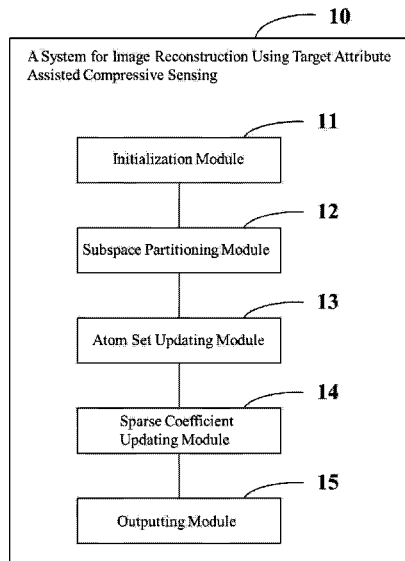 10
A System for Image Reconstruction Using Target Attribute
Assisted Compressive Sensing
11
Initialization Module
12
Subspace Partitioning Module
13
Atom Set Updating Module
14
Sparse Coefficient
Updating Module
15
Outputting Module